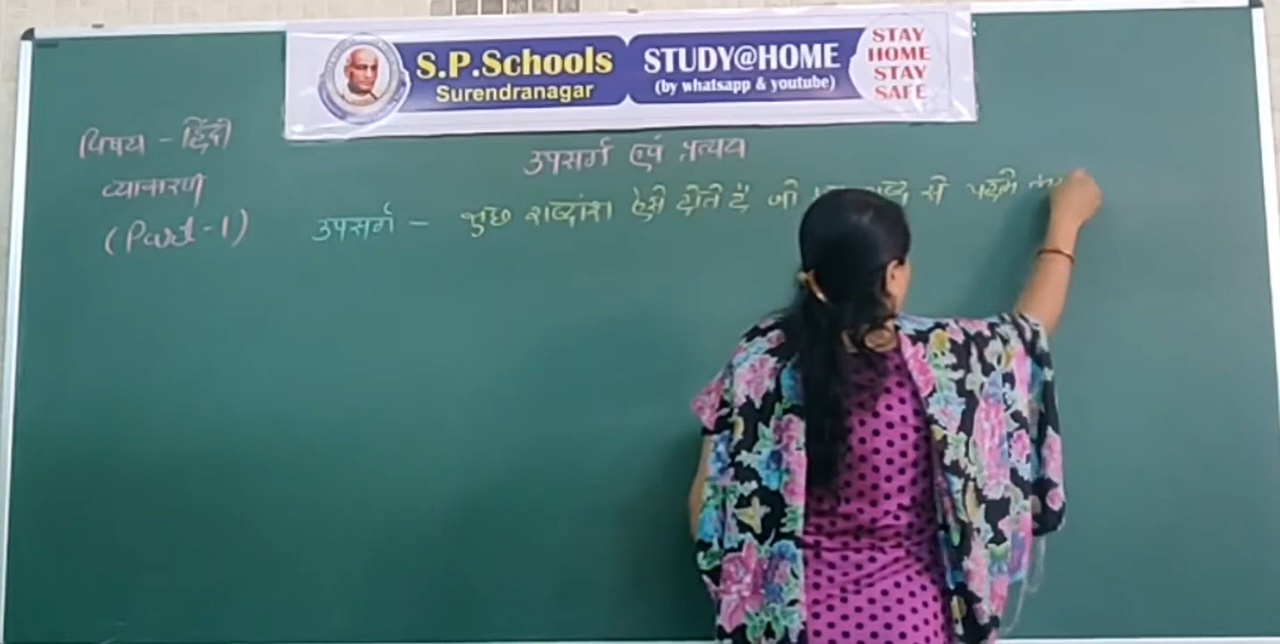 S.P.Schools
Surendranagar
STUDY@HOME
(by whatsapp & youtube)
STAY
HOME
STAY
SAFE
विषय - हिंदी
व्याकरण
(Part-1)
उपसर्ग एवं प्रत्यय
उपसर्ग - कुछ शब्दांश ऐसे होते है जो से पहले